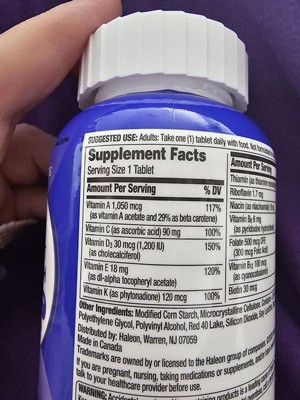 SUGGESTED USE: Adults: Take one (1) tablet daily with food. Not
Supplement Facts
Serving Size 1 Tablet
Amount Per Serving % DV
Vitamin A 1,050 mcg 117%
(as vitamin A acetate and 29% as beta carotene)
Vitamin C (as ascorbic acid) 90 mg 100%
Vitamin D3 30 mcg (1,200 IU) 150%
(as cholecalciferol)
Vitamin E 18 mg 120%
(as dl-alpha tocopheryl acetate)
Vitamin K (as phytonadione) 120 mcg 100%
Amount Per Serving
Thiamin (as thiamine
Riboflavin 1.7 mg
Niacin (as niacinamide)
Vitamin B6 6 mg
(as pyridoxine
Folate 500 mcg DFE
(300 mcg Folic Acid)
Vitamin B12 100 mcg
(as cyanocobalamin)
Biotin 30 mcg
Other Ingredients: Modified Corn Starch, Microcrystalline Cellulose,
Polyethylene Glycol, Polyvinyl Alcohol, Red 40 Lake, Silicon Dioxide,
Distributed by: Haleon, Warren, NJ 07059
Made in Canada
Trademarks are owned by or licensed to the Haleon group of companies.
If you are pregnant, nursing, taking medications or supplements,
talk to your healthcare provider before use.
WARNING: Accidental